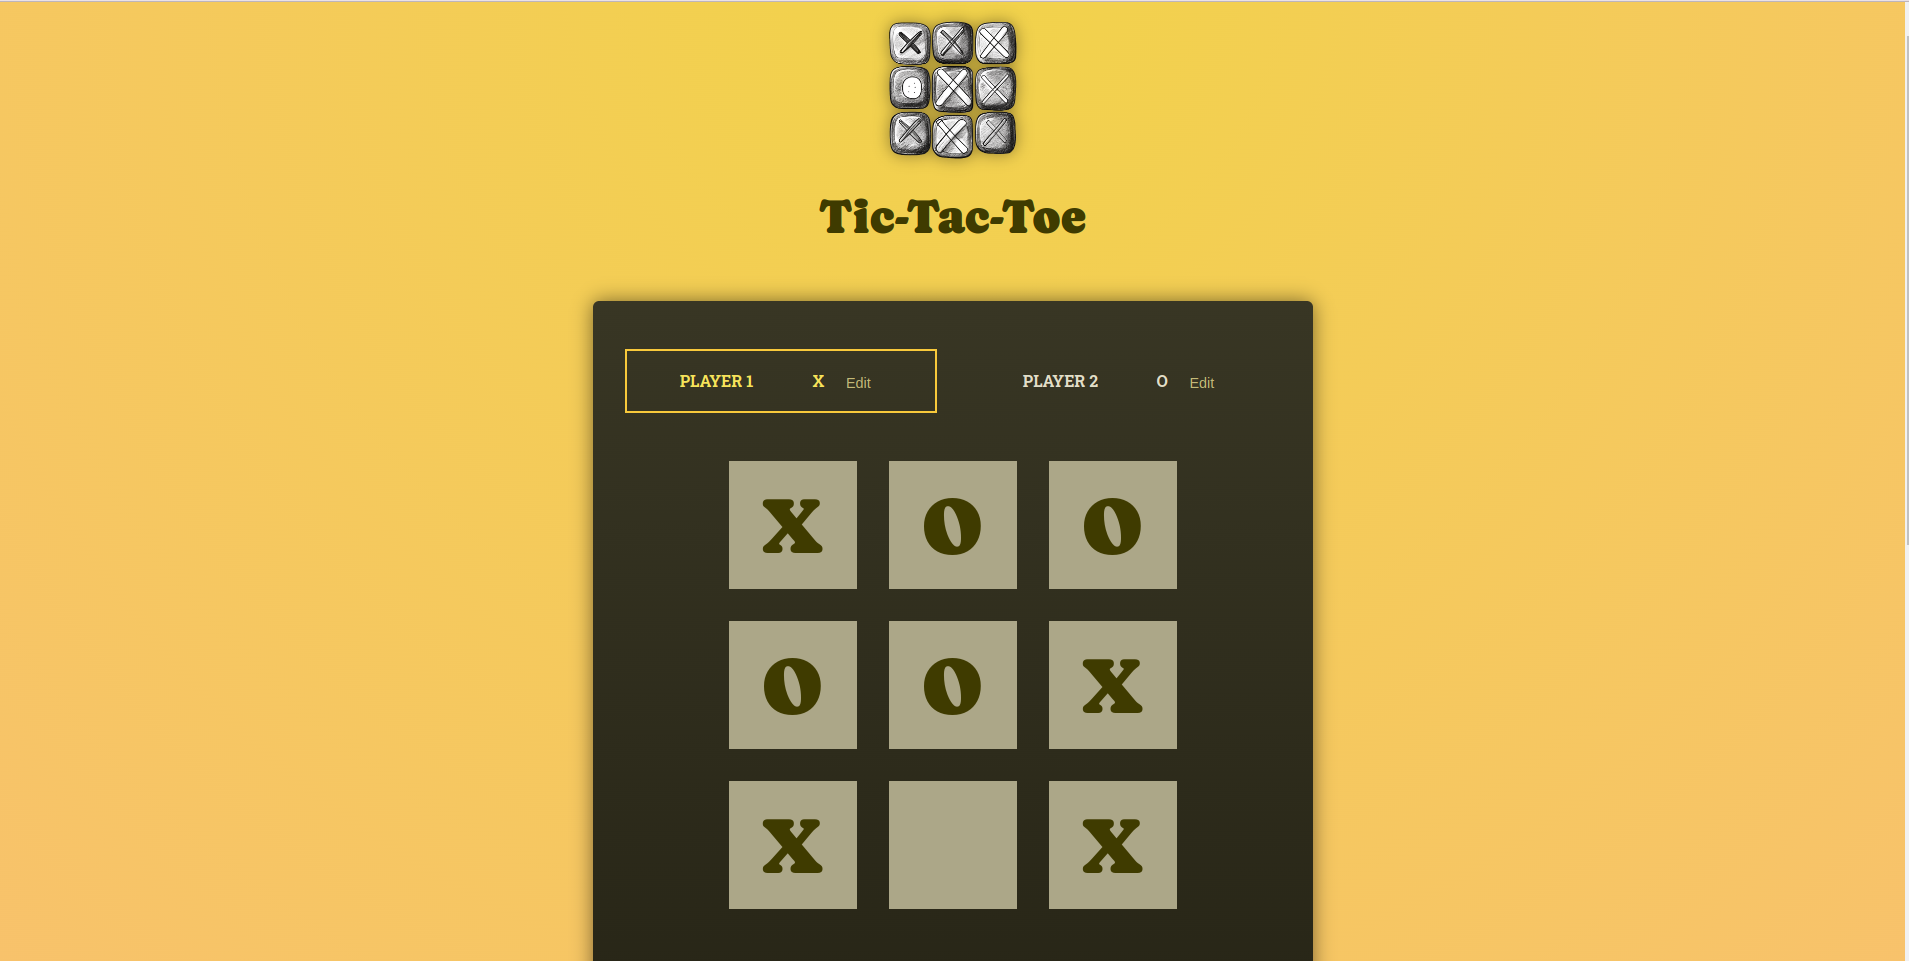 Tic-Tac-Toe
PLAYER 1 X Edit PLAYER 2 O Edit
X O O
O O X
X X